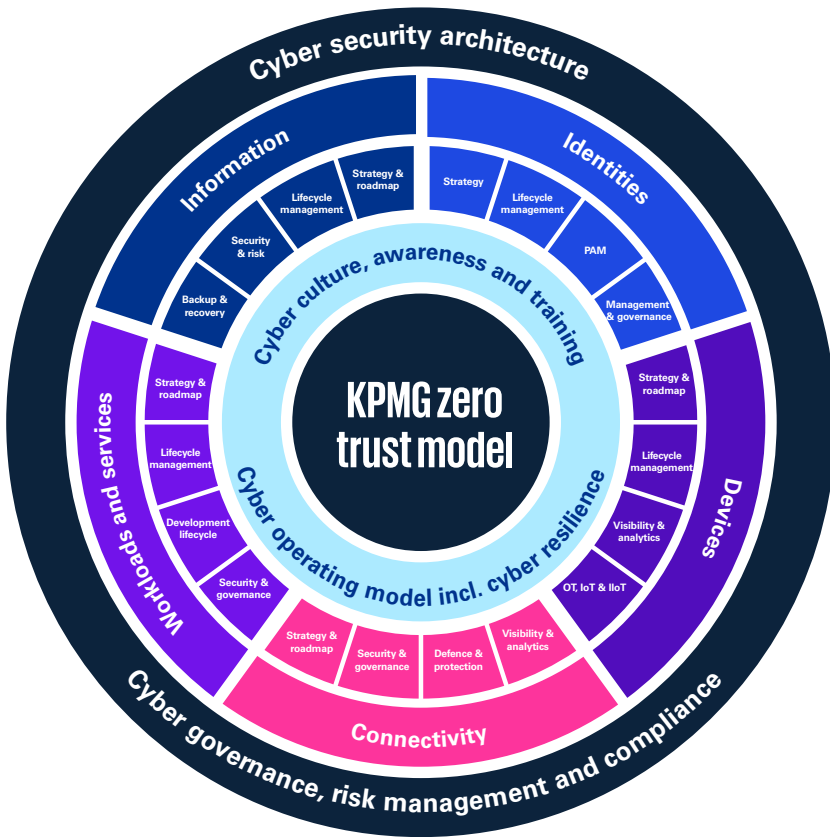 Cyber security architecture
Information
Identities
Strategy &
roadmap
Lifecycle
management
Security
& risk
Backup &
recovery
Strategy
Lifecycle
management
PAM
Management
& governance
Cyber culture, awareness and training
KPMG zero
trust model
Cyber operating model incl. cyber resilience
Workloads and services
Strategy &
roadmap
Lifecycle
management
Development
lifecycle
Security &
governance
Devices
Strategy &
roadmap
Lifecycle
management
Visibility &
analytics
OT, IoT & IIoT
Strategy &
roadmap
Security &
governance
Defence &
protection
Visibility &
analytics
Connectivity
Cyber governance, risk management and compliance